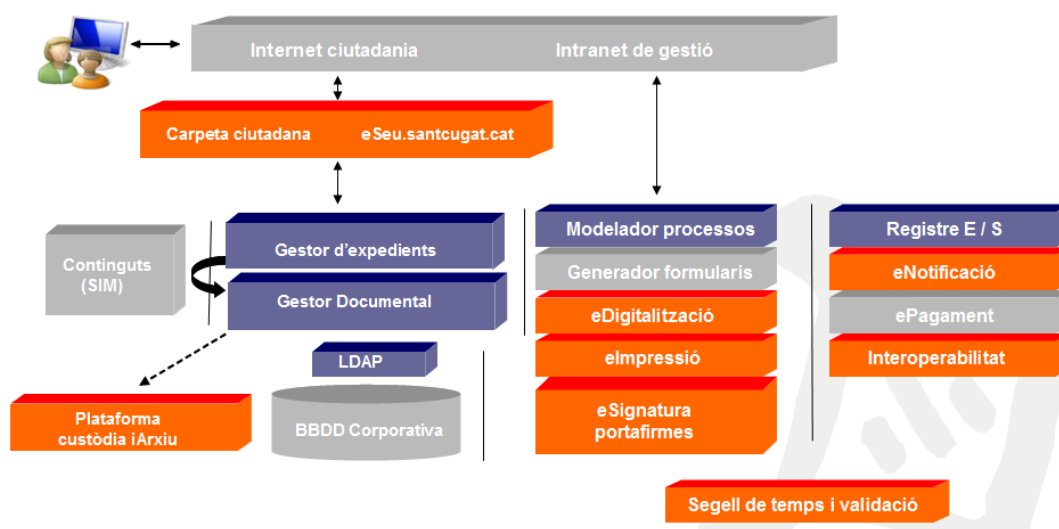 Internet ciutadania
Intranet de gestió
Carpeta ciutadana
eSeu.santcugat.cat
Continguts
(SIM)
Gestor d'expedients
Gestor Documental
LDAP
BBDD Corporativa
Plataforma
custòdia iArxiu
Modelador processos
Generador formularis
eDigitalització
eImpressió
eSignatura
portafirmes
Registre E / S
eNotificació
ePagament
Interoperabilitat
Segell de temps i validació